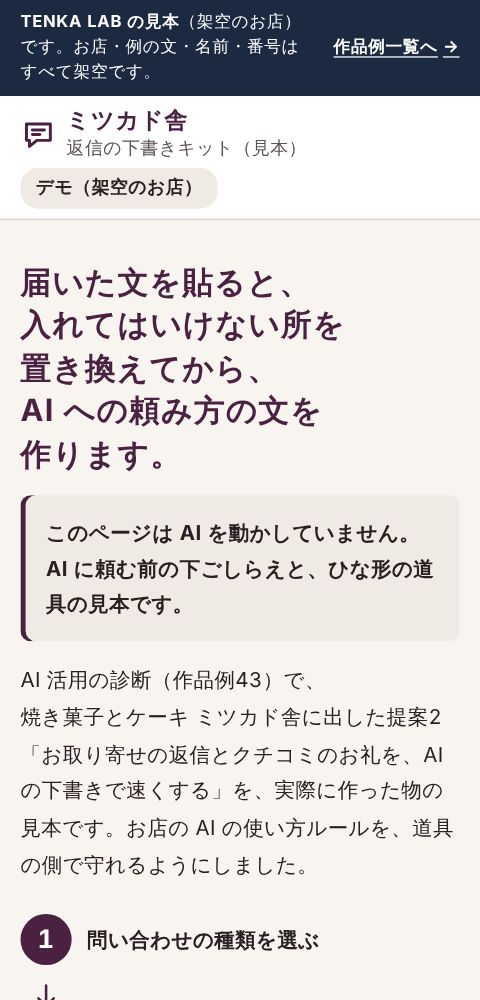 TENKA LAB の見本（架空のお店）
です。お店・例の文・名前・番号は
すべて架空です。
作品例一覧へ →
ミツカド舎
返信の下書きキット（見本）
デモ（架空のお店）
届いた文を貼ると、
入れてはいけない所を
置き換えてから、
AI への頼み方の文を
作ります。
このページは AI を動かしていません。
AI に頼む前の下ごしらえと、ひな形の道
具の見本です。
AI 活用の診断（作品例43）で、
焼き菓子とケーキ ミツカド舎に出した提案2
「お取り寄せの返信とクチコミのお礼を、AI
の下書きで速くする」を、実際に作った物の
見本です。お店の AI の使い方ルールを、道具
の側で守れるようにしました。
1 問い合わせの種類を選ぶ
↓